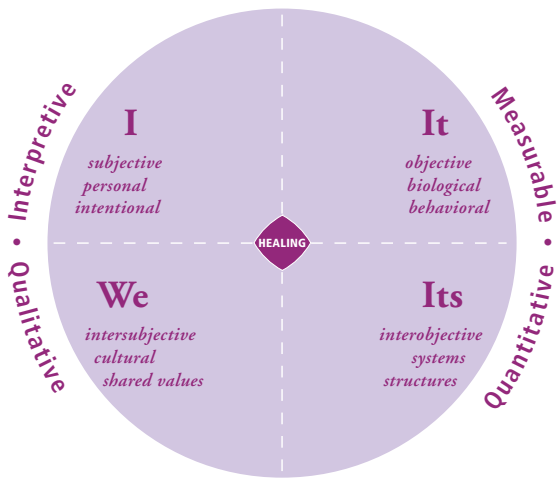 Interpretive • Qualitative
I
subjective
personal
intentional
It
objective
biological
behavioral
Measurable • Quantitative
HEALING
We
intersubjective
cultural
shared values
Its
interobjective
systems
structures